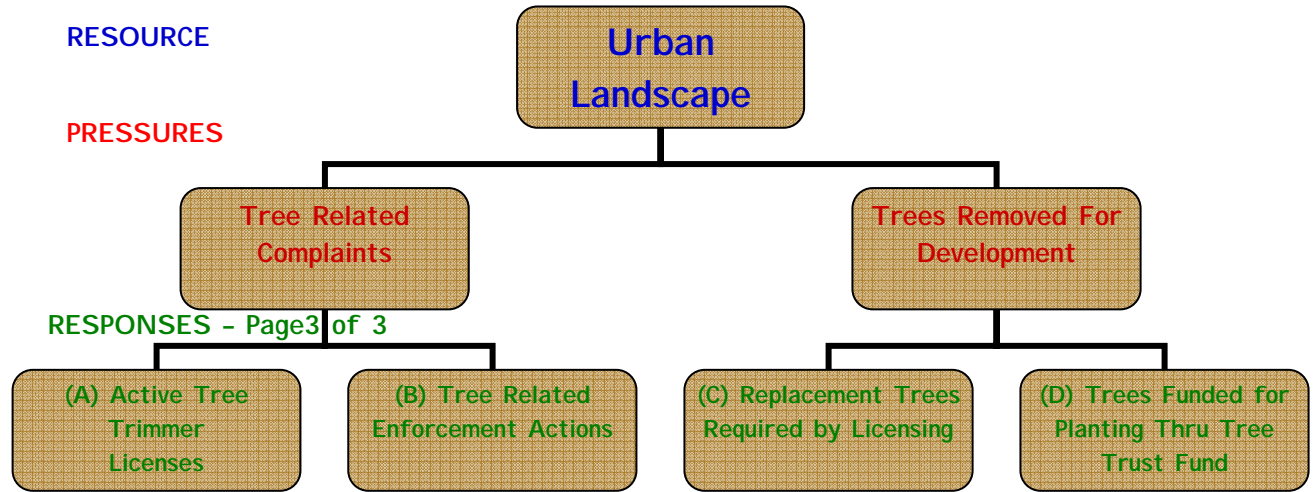 RESOURCE
Urban
Landscape
PRESSURES
Tree Related
Complaints
Trees Removed For
Development
RESPONSES – Page3 of 3
(A) Active Tree
Trimmer
Licenses
(B) Tree Related
Enforcement Actions
(C) Replacement Trees
Required by Licensing
(D) Trees Funded for
Planting Thru Tree
Trust Fund